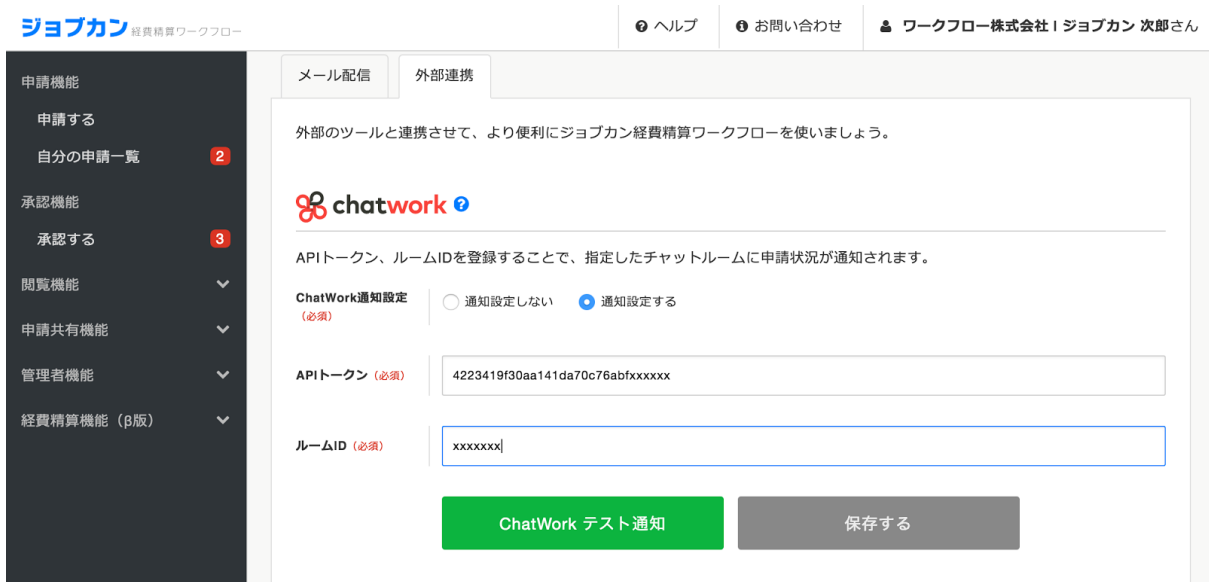 ジョブカン 経費精算ワークフロー
ヘルプ
お問い合わせ
ワークフロー株式会社 | ジョブカン 次郎さん
申請機能
申請する
自分の申請一覧 2
承認機能
承認する 3
閲覧機能
申請共有機能
管理者機能
経費精算機能（β版）
メール配信
外部連携
外部のツールと連携させて、より便利にジョブカン経費精算ワークフローを使いましょう。
chatwork
APIトークン、ルームIDを登録することで、指定したチャットルームに申請状況が通知されます。
ChatWork通知設定
（必須）
通知設定しない 通知設定する
APIトークン（必須） 4223419f30aa141da70c76abfxxxxxx
ルームID（必須） xxxxxxx
ChatWork テスト通知
保存する